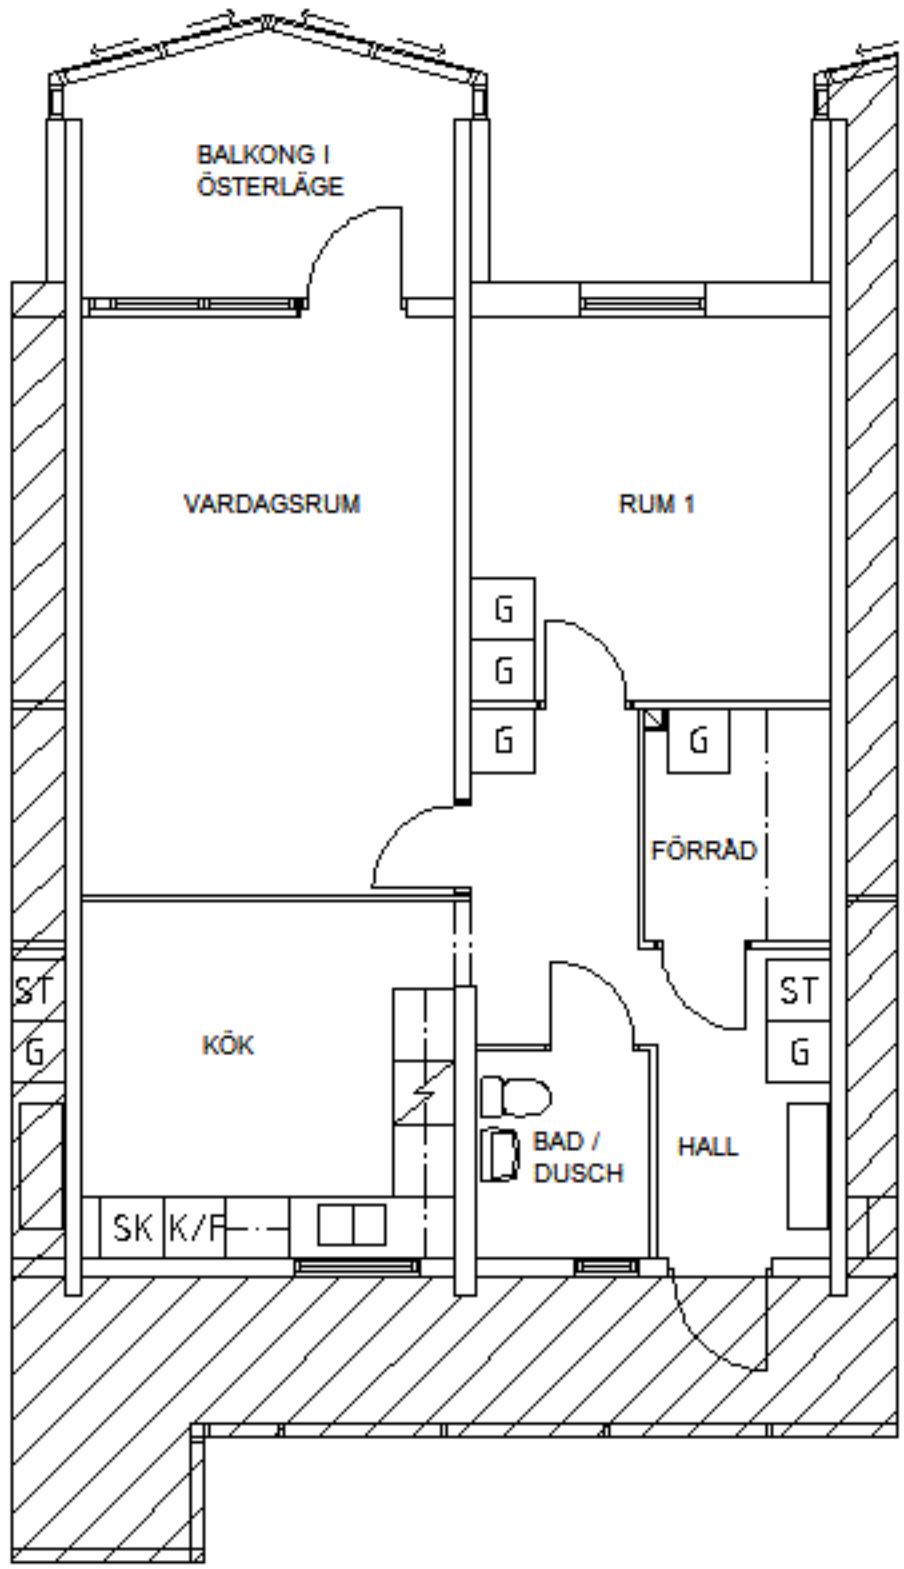 BALKONG I
ÖSTERLÄGE
VARDAGSRUM
RUM 1
G
G
G
G
FÖRRÅD
ST
G
KÖK
ST
G
BAD /
DUSCH
HALL
SK
K/F